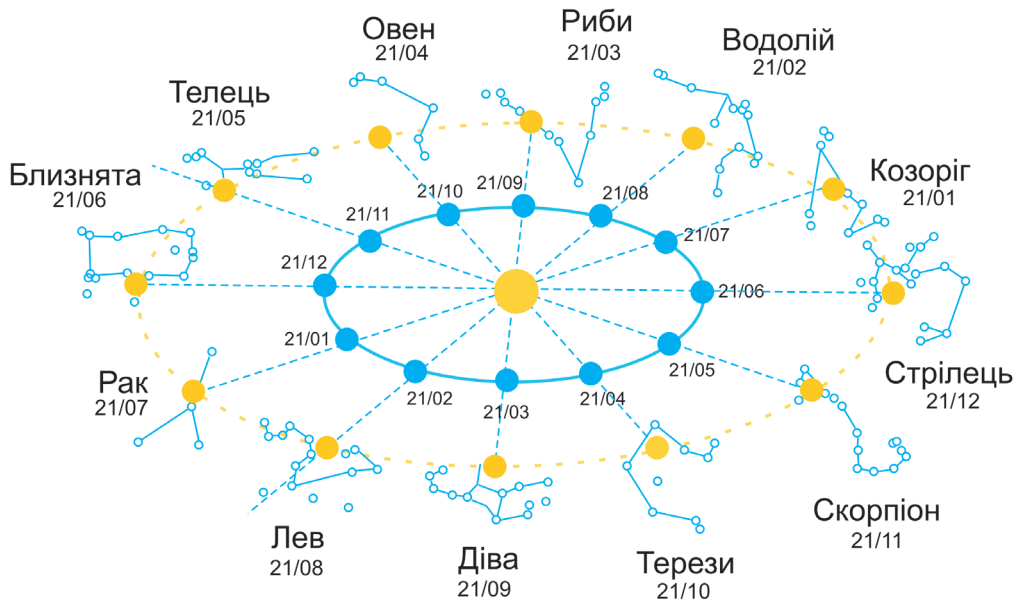 Овен
21/04
Риби
21/03
Водолій
21/02
Телець
21/05
Близнята
21/06
Козоріг
21/01
21/10
21/09
21/08
21/11
21/07
21/12
21/06
21/01
21/05
21/02
21/03
21/04
Рак
21/07
Стрілець
21/12
Лев
21/08
Діва
21/09
Терези
21/10
Скорпіон
21/11